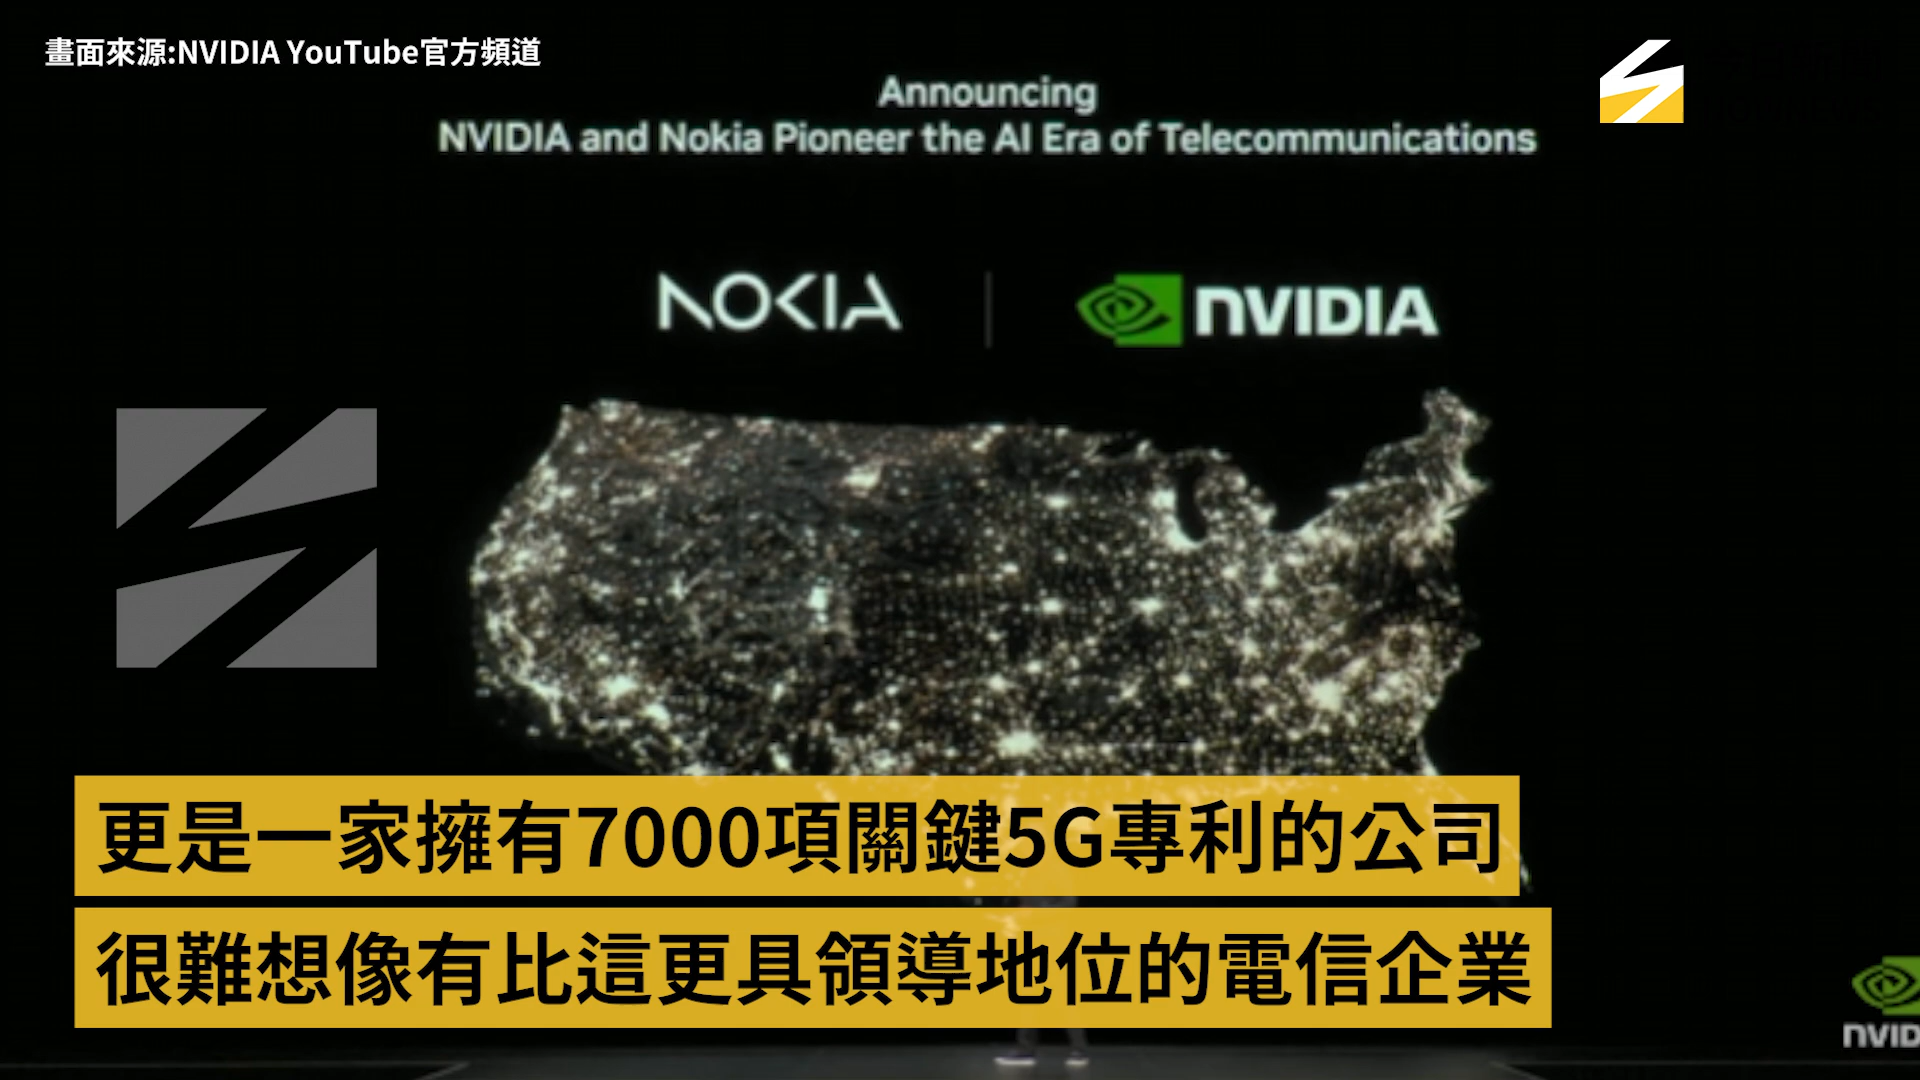 畫面來源:NVIDIA YouTube官方頻道
Announcing
NVIDIA and Nokia Pioneer the AI Era of Telecommunications
NOKIA
NVIDIA
更是一家擁有7000項關鍵5G專利的公司
很難想像有比這更具領導地位的電信企業
NVID